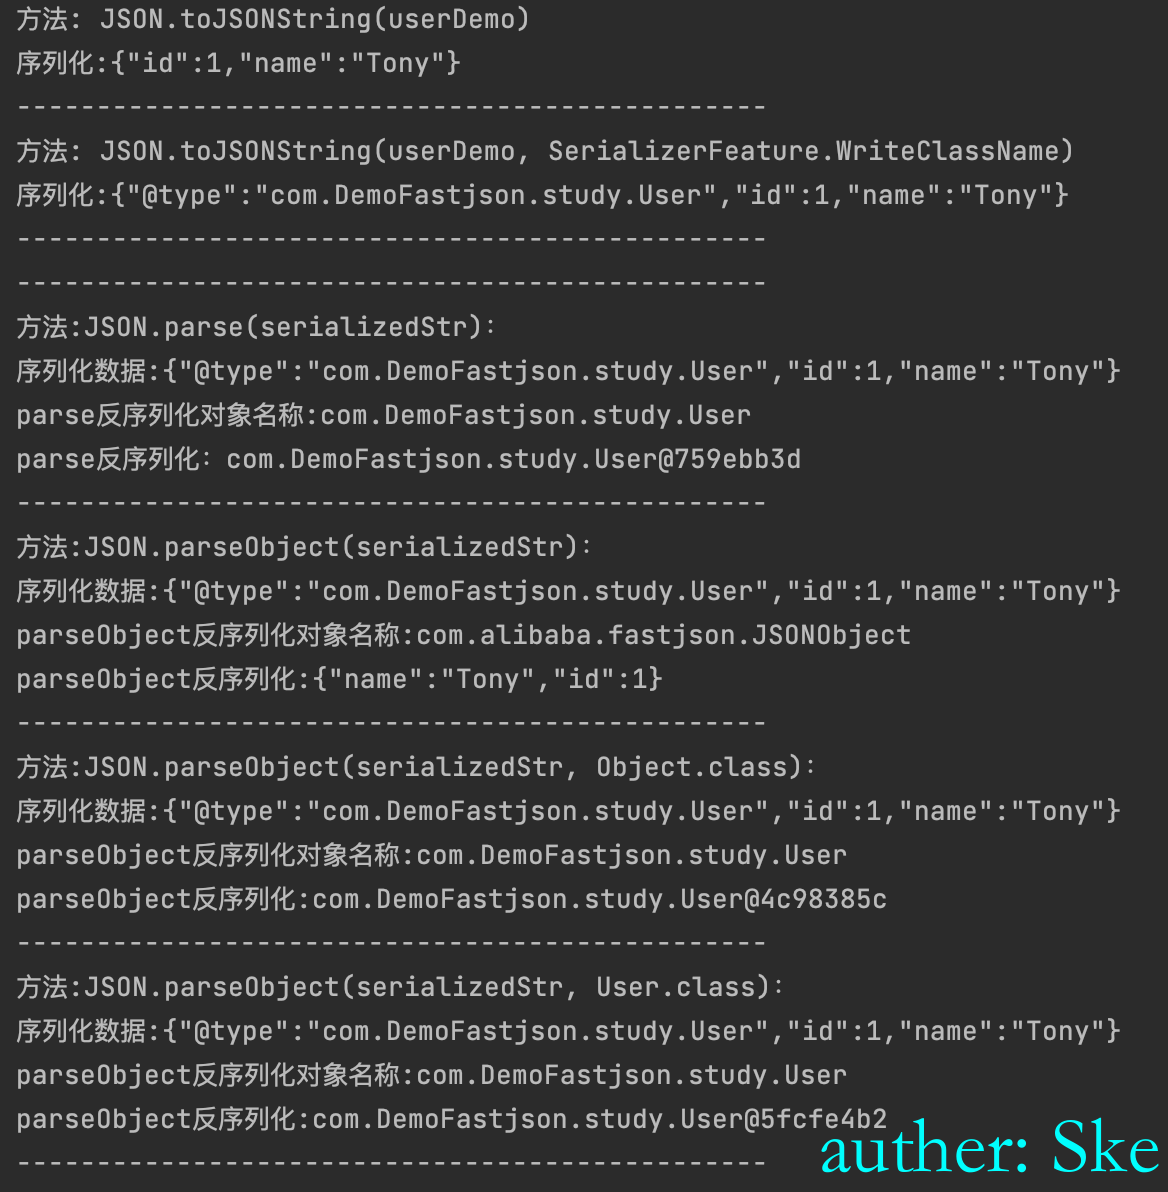 方法: JSON.toJSONString(userDemo)
序列化:{"id":1,"name":"Tony"}
-----------------------------------------------
方法: JSON.toJSONString(userDemo, SerializerFeature.WriteClassName)
序列化:{"@type":"com.DemoFastjson.study.User","id":1,"name":"Tony"}
-----------------------------------------------
-----------------------------------------------
方法:JSON.parse(serializedStr)：
序列化数据:{"@type":"com.DemoFastjson.study.User","id":1,"name":"Tony"}
parse反序列化对象名称:com.DemoFastjson.study.User
parse反序列化：com.DemoFastjson.study.User@759ebb3d
-----------------------------------------------
方法:JSON.parseObject(serializedStr)：
序列化数据:{"@type":"com.DemoFastjson.study.User","id":1,"name":"Tony"}
parseObject反序列化对象名称:com.alibaba.fastjson.JSONObject
parseObject反序列化:{"name":"Tony","id":1}
-----------------------------------------------
方法:JSON.parseObject(serializedStr, Object.class)：
序列化数据:{"@type":"com.DemoFastjson.study.User","id":1,"name":"Tony"}
parseObject反序列化对象名称:com.DemoFastjson.study.User
parseObject反序列化:com.DemoFastjson.study.User@4c98385c
-----------------------------------------------
方法:JSON.parseObject(serializedStr, User.class)：
序列化数据:{"@type":"com.DemoFastjson.study.User","id":1,"name":"Tony"}
parseObject反序列化对象名称:com.DemoFastjson.study.User
parseObject反序列化:com.DemoFastjson.study.User@5fcfe4b2
-----------------------------------------------
auther: Ske